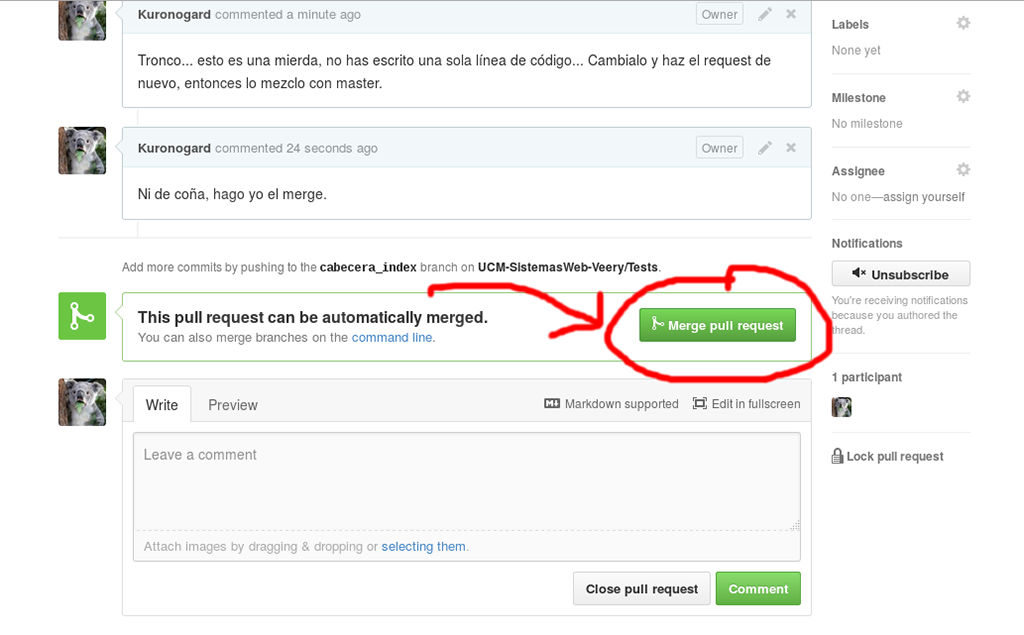 Kuronogard commented a minute ago
Owner
Tronco... esto es una mierda, no has escrito una sola línea de código... Cambialo y haz el request de
nuevo, entonces lo mezclo con master.
Kuronogard commented 24 seconds ago
Owner
Ni de coña, hago yo el merge.
Add more commits by pushing to the cabecera_index branch on UCM-SistemasWeb-Veery/Tests.
This pull request can be automatically merged.
You can also merge branches on the command line.
Merge pull request
Write
Preview
Markdown supported
Edit in fullscreen
Leave a comment
Attach images by dragging & dropping or selecting them.
Close pull request
Comment
Labels
None yet
Milestone
No milestone
Assignee
No one—assign yourself
Notifications
Unsubscribe
You're receiving notifications
because you authored the
thread.
1 participant
Lock pull request